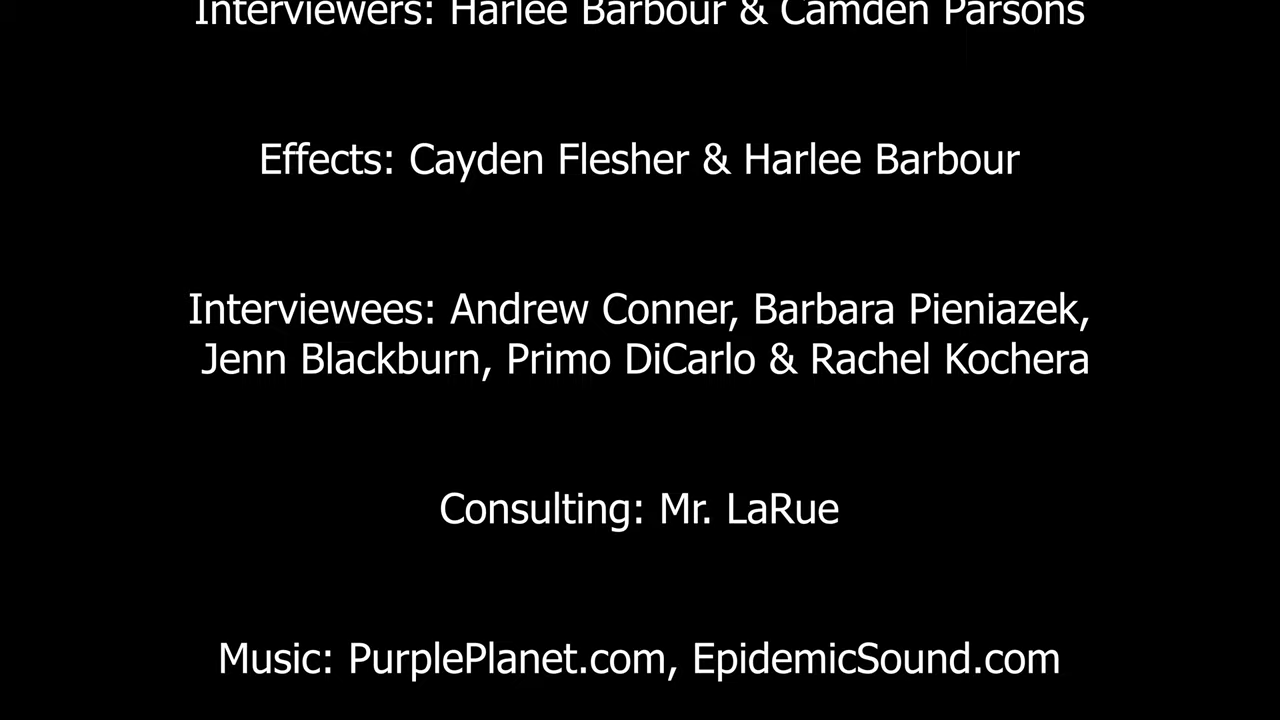 Interviewers: Harlee Barbour & Camden Parsons
Effects: Cayden Flesher & Harlee Barbour
Interviewees: Andrew Conner, Barbara Pieniazek,
Jenn Blackburn, Primo DiCarlo & Rachel Kochera
Consulting: Mr. LaRue
Music: PurplePlanet.com, EpidemicSound.com